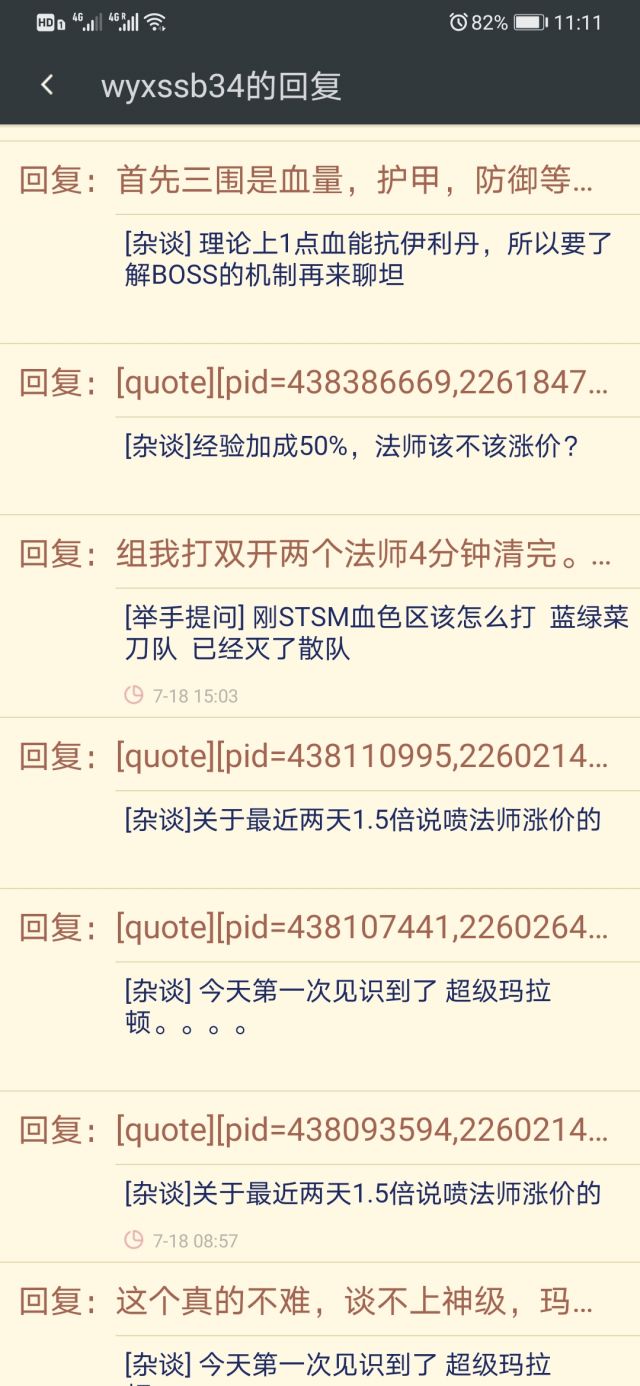 HD 1 4G 4G R 82% 11:11
wyxssb34的回复
回复：首先三围是血量，护甲，防御等...
[杂谈] 理论上1点血能抗伊利丹，所以要了
解BOSS的机制再来聊坦
回复：[quote][pid=438386669,2261847...
[杂谈]经验加成50%，法师该不该涨价？
回复：组我打双开两个法师4分钟清完。...
[举手提问] 刚STSM血色区该怎么打 蓝绿菜
刀队 已经灭了散队
7-18 15:03
回复：[quote][pid=438110995,2260214...
[杂谈]关于最近两天1.5倍说喷法师涨价的
回复：[quote][pid=438107441,2260264...
[杂谈] 今天第一次见识到了 超级玛拉
顿。。。。
回复：[quote][pid=438093594,2260214...
[杂谈]关于最近两天1.5倍说喷法师涨价的
7-18 08:57
回复：这个真的不难，谈不上神级，玛...
[杂谈] 今天第一次见识到了 超级玛拉